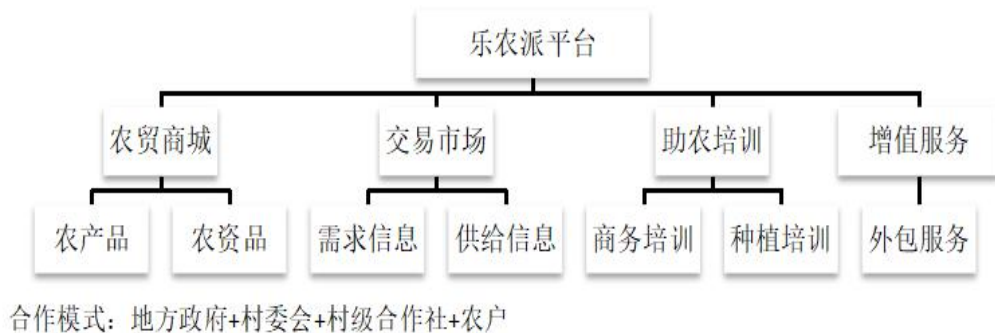 乐农派平台
农贸商城 交易市场 助农培训 增值服务
农产品 农资品 需求信息 供给信息 商务培训 种植培训 外包服务
合作模式：地方政府+村委会+村级合作社+农户